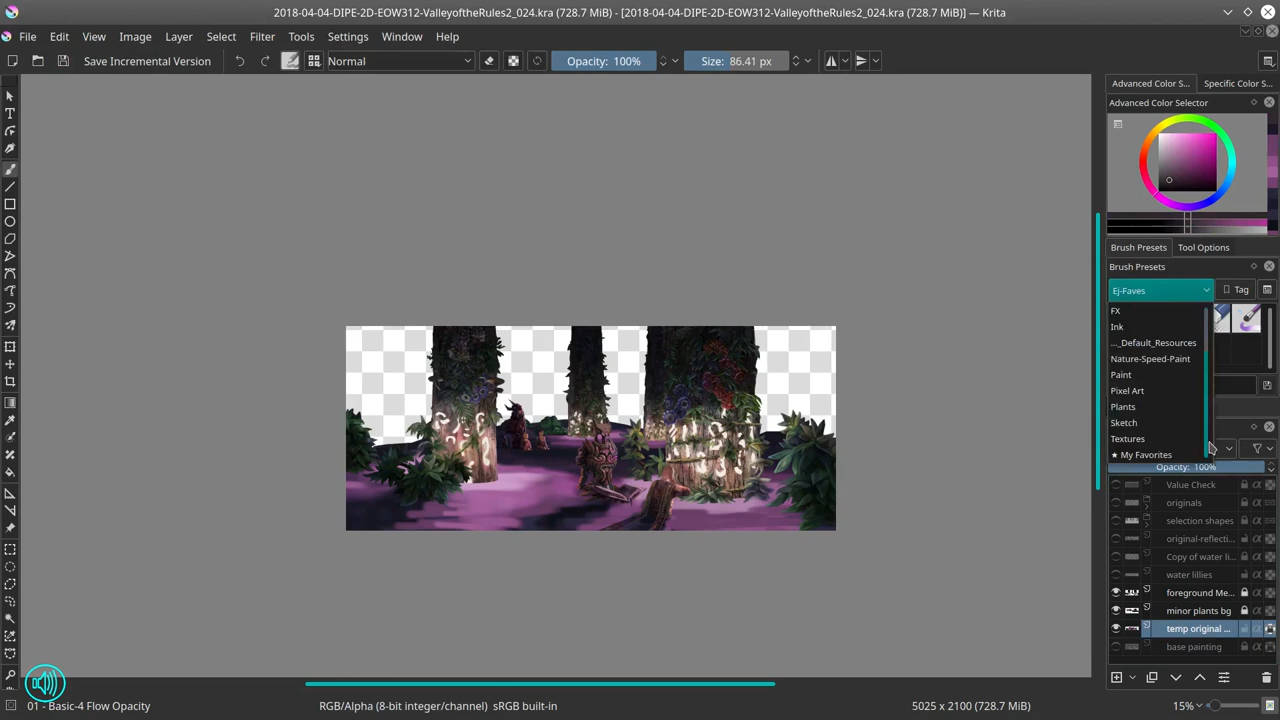 2018-04-04-DIPE-2D-EOW312-ValleyoftheRules2_024.kra (728.7 MiB) - [2018-04-04-DIPE-2D-EOW312-ValleyoftheRules2_024.kra (728.7 MiB)] — Krita
File Edit View Image Layer Select Filter Tools Settings Window Help
Save Incremental Version Normal Opacity: 100% Size: 86.41 px
Advanced Color S... Specific Color S...
Advanced Color Selector
Brush Presets Tool Options
Brush Presets
Ej-Faves Tag
FX
Ink
..._Default_Resources
Nature-Speed-Paint
Paint
Pixel Art
Plants
Sketch
Textures
★ My Favorites
Opacity: 100%
Value Check
originals
selection shapes
original-reflecti...
Copy of water li...
water lillies
foreground Me...
minor plants bg
temp original ...
base painting
01 - Basic-4 Flow Opacity RGB/Alpha (8-bit integer/channel) sRGB built-in 5025 x 2100 (728.7 MiB) 15%